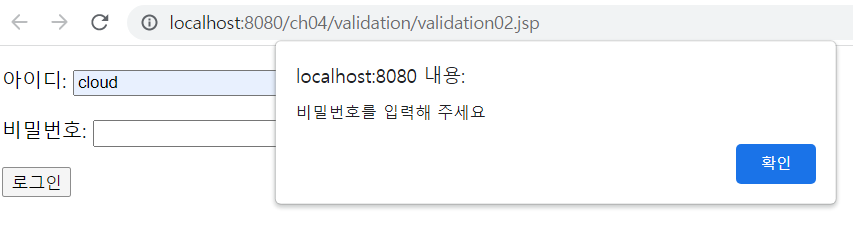 localhost:8080/ch04/validation/validation02.jsp
localhost:8080 내용:
비밀번호를 입력해 주세요
확인
아이디: cloud
비밀번호:
로그인